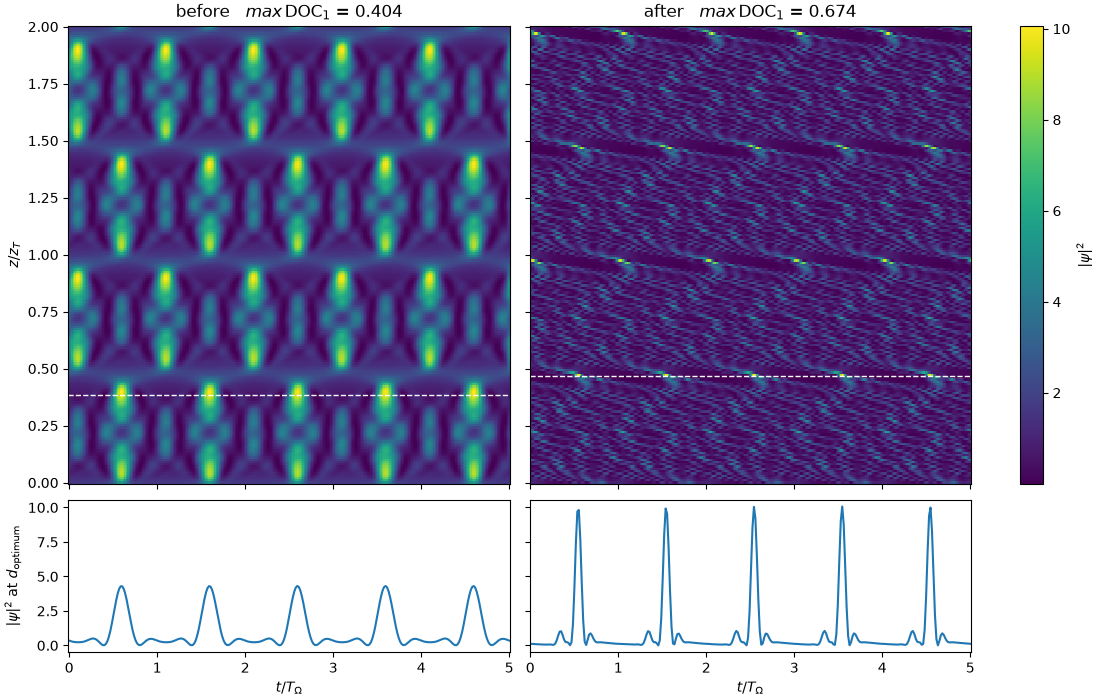 before max DOC₁ = 0.404
after max DOC₁ = 0.674
z/z_T
2.00
1.75
1.50
1.25
1.00
0.75
0.50
0.25
0.00
10
8
6
4
2
|ψ|²
|ψ|² at d_optimum
10.0
7.5
5.0
2.5
0.0
0 1 2 3 4 5
t/T_Ω
0 1 2 3 4 5
t/T_Ω